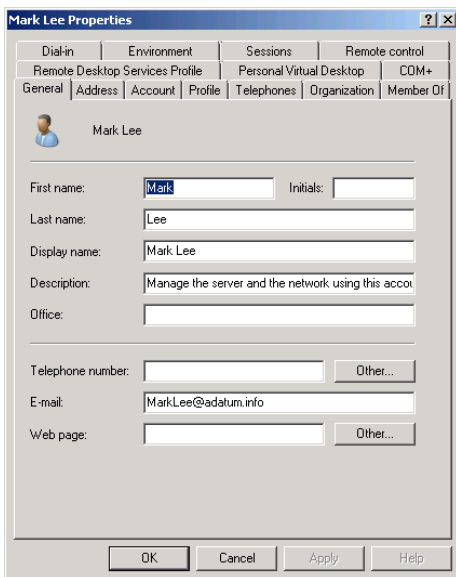 Mark Lee Properties
Dial-in Environment Sessions Remote control
Remote Desktop Services Profile Personal Virtual Desktop COM+
General Address Account Profile Telephones Organization Member Of
Mark Lee
First name: Mark Initials:
Last name: Lee
Display name: Mark Lee
Description: Manage the server and the network using this accou
Office:
Telephone number: Other...
E-mail: MarkLee@adatum.info
Web page: Other...
OK Cancel Apply Help